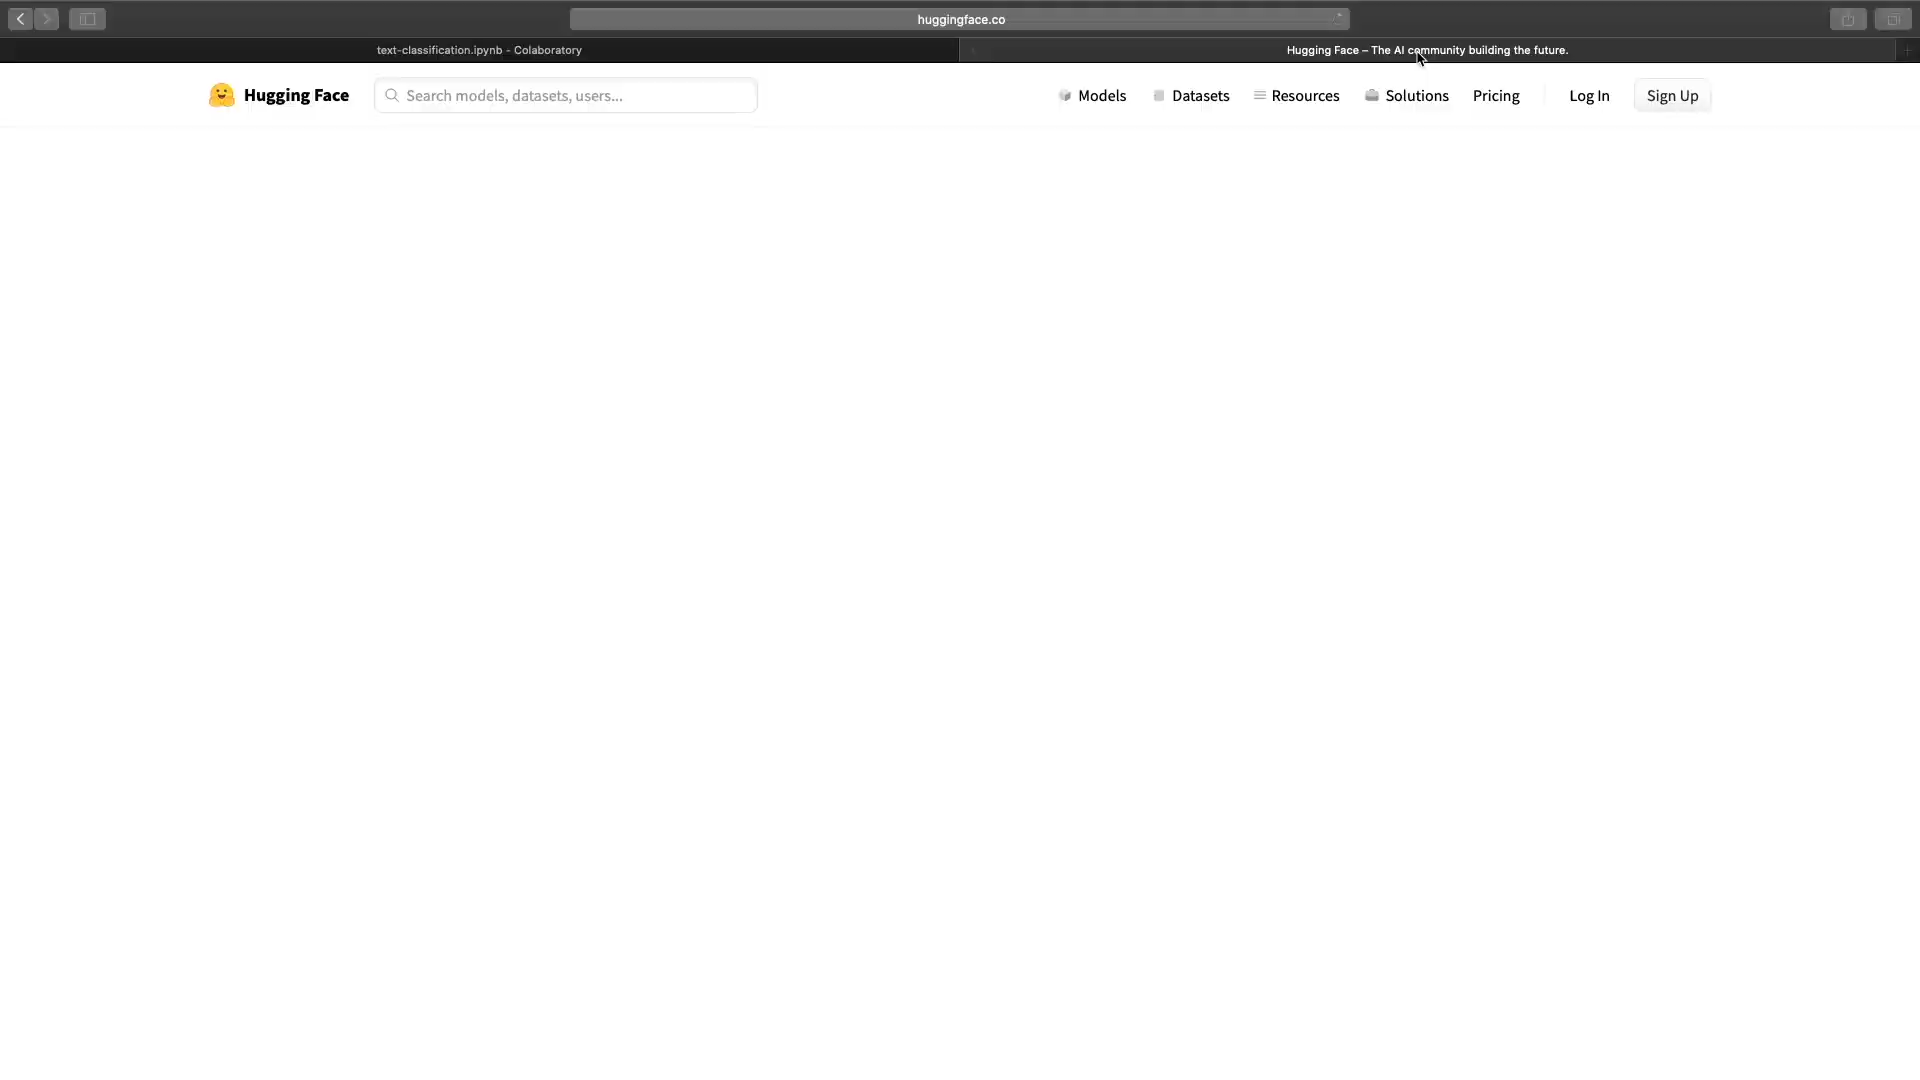 huggingface.co
text-classification.ipynb - Colaboratory
Hugging Face – The AI community building the future.
Hugging Face
Search models, datasets, users...
Models
Datasets
Resources
Solutions
Pricing
Log In
Sign Up